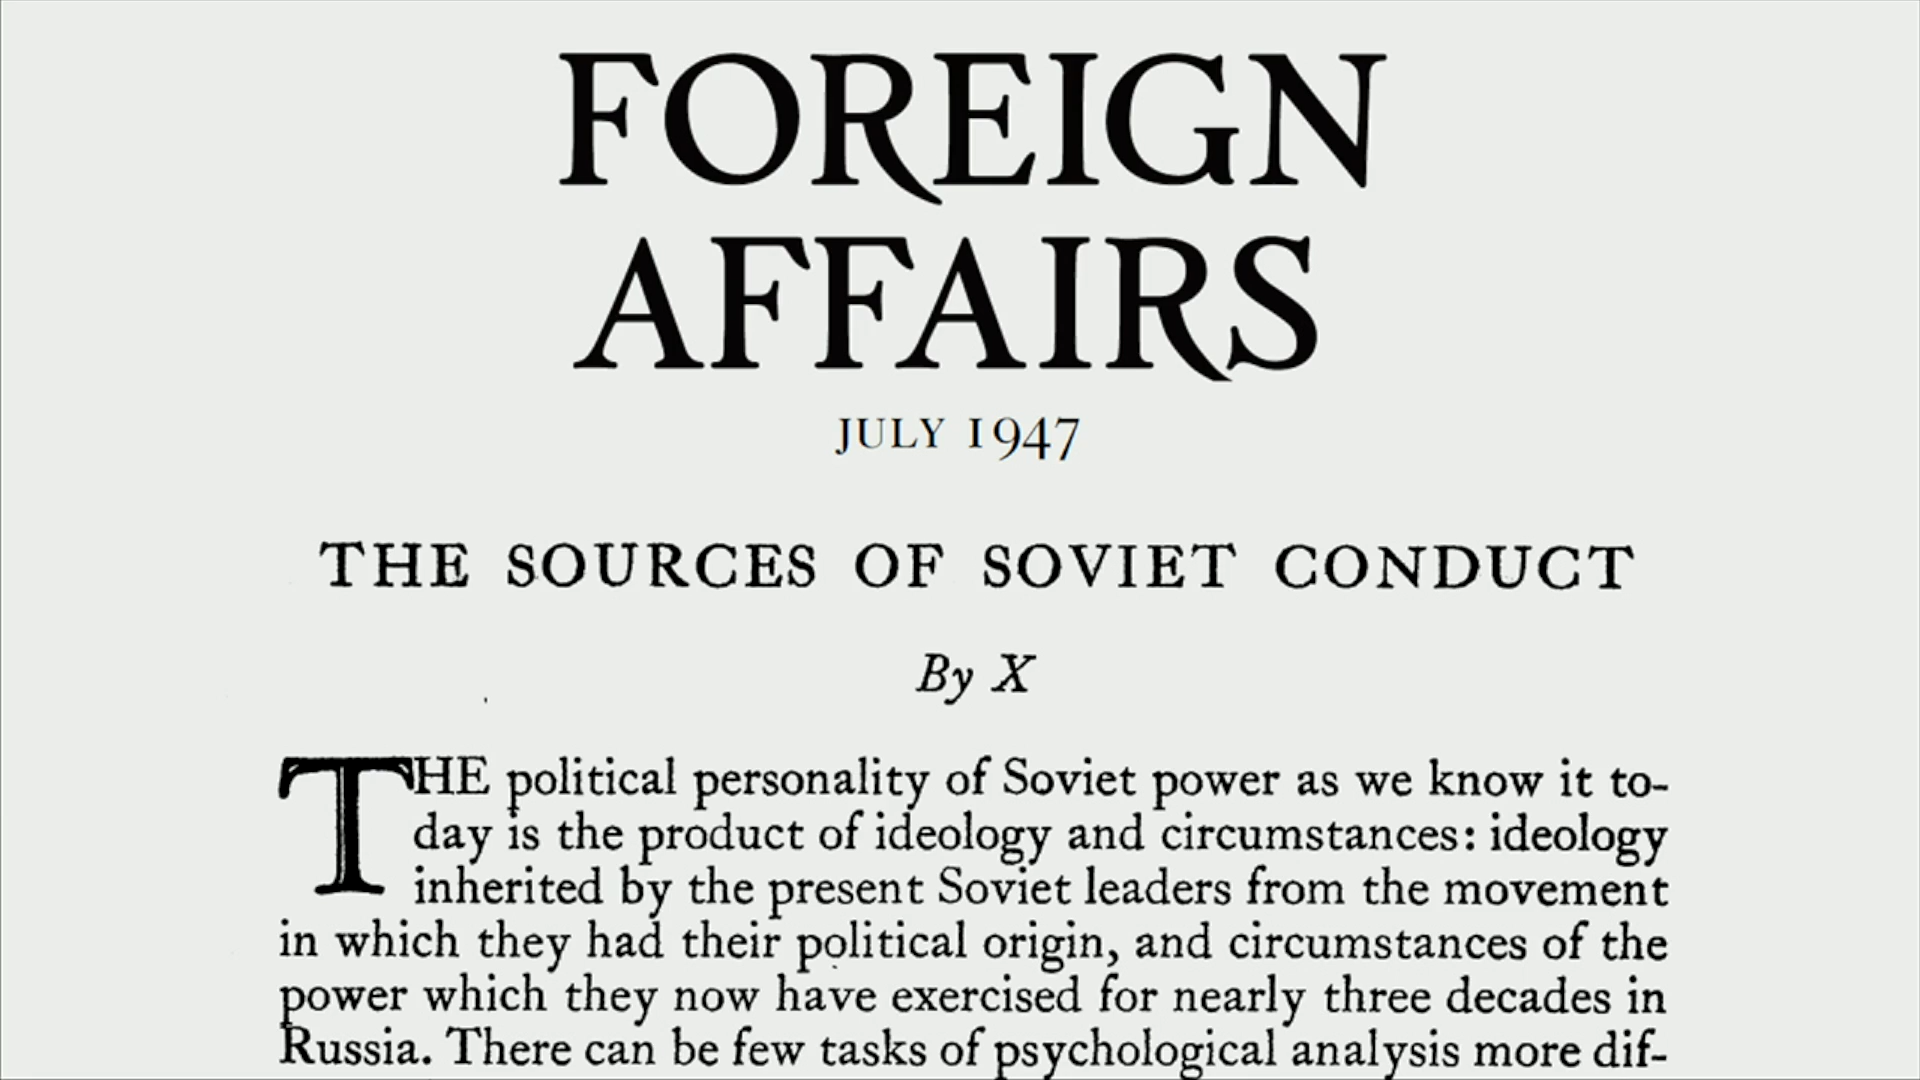 FOREIGN
AFFAIRS
JULY 1947
THE SOURCES OF SOVIET CONDUCT
By X
THE political personality of Soviet power as we know it to-
day is the product of ideology and circumstances: ideology
inherited by the present Soviet leaders from the movement
in which they had their political origin, and circumstances of the
power which they now have exercised for nearly three decades in
Russia. There can be few tasks of psychological analysis more dif-